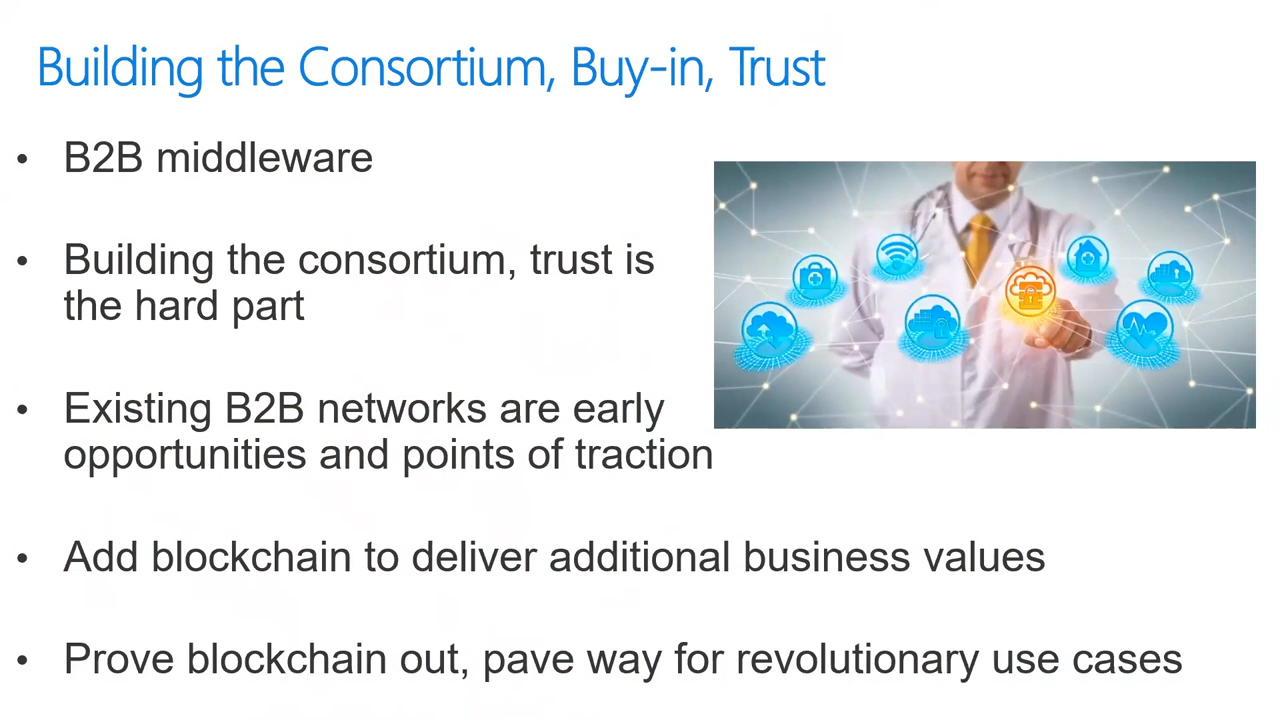 Building the Consortium, Buy-in, Trust
• B2B middleware
• Building the consortium, trust is
the hard part
• Existing B2B networks are early
opportunities and points of traction
• Add blockchain to deliver additional business values
• Prove blockchain out, pave way for revolutionary use cases